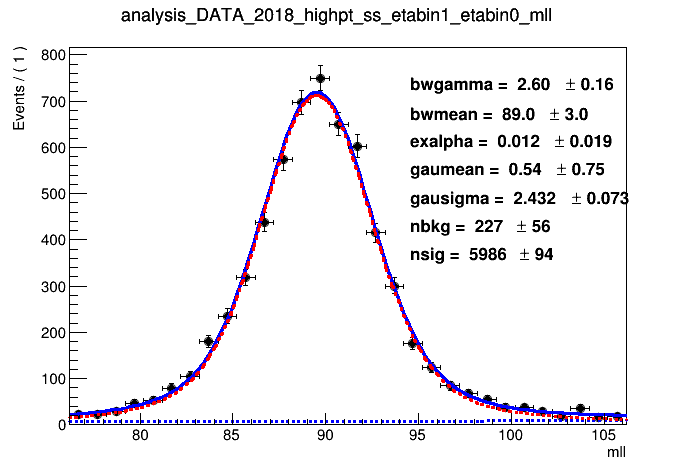 analysis_DATA_2018_highpt_ss_etabin1_etabin0_mll
Events / ( 1 )
800
700
600
500
400
300
200
100
0
bwgamma = 2.60 ± 0.16
bwmean = 89.0 ± 3.0
exalpha = 0.012 ± 0.019
gaumean = 0.54 ± 0.75
gausigma = 2.432 ± 0.073
nbkg = 227 ± 56
nsig = 5986 ± 94
80 85 90 95 100 105
mll